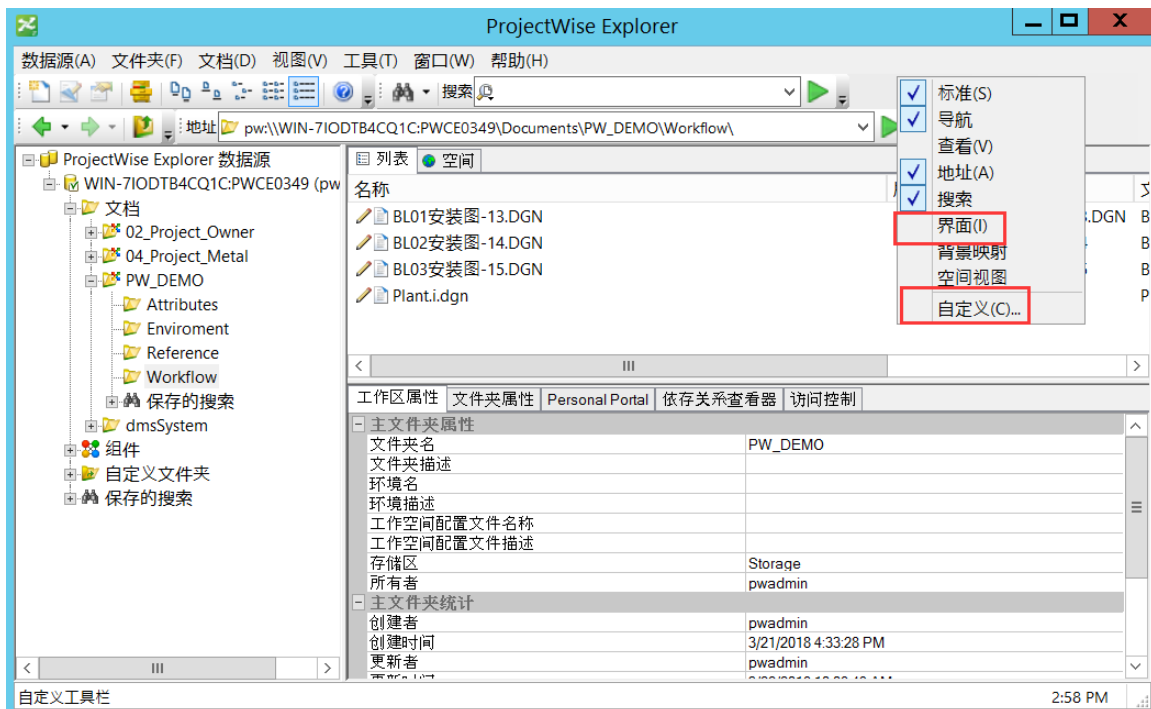 ProjectWise Explorer
数据源(A) 文件夹(F) 文档(D) 视图(V) 工具(T) 窗口(W) 帮助(H)
搜索
地址 pw:\\WIN-7IODTB4CQ1C:PWCE0349\Documents\PW_DEMO\Workflow\
标准(S)
导航
查看(V)
地址(A)
搜索
界面(I)
背景映射
空间视图
自定义(C)...
ProjectWise Explorer 数据源
WIN-7IODTB4CQ1C:PWCE0349 (pw
文档
02_Project_Owner
04_Project_Metal
PW_DEMO
Attributes
Enviroment
Reference
Workflow
保存的搜索
dmsSystem
组件
自定义文件夹
保存的搜索
列表 空间
名称
BL01安装图-13.DGN .DGN B
BL02安装图-14.DGN B
BL03安装图-15.DGN B
Plant.i.dgn P
工作区属性 文件夹属性 Personal Portal 依存关系查看器 访问控制
主文件夹属性
文件夹名 PW_DEMO
文件夹描述
环境名
环境描述
工作空间配置文件名称
工作空间配置文件描述
存储区 Storage
所有者 pwadmin
主文件夹统计
创建者 pwadmin
创建时间 3/21/2018 4:33:28 PM
更新者 pwadmin
自定义工具栏 2:58 PM